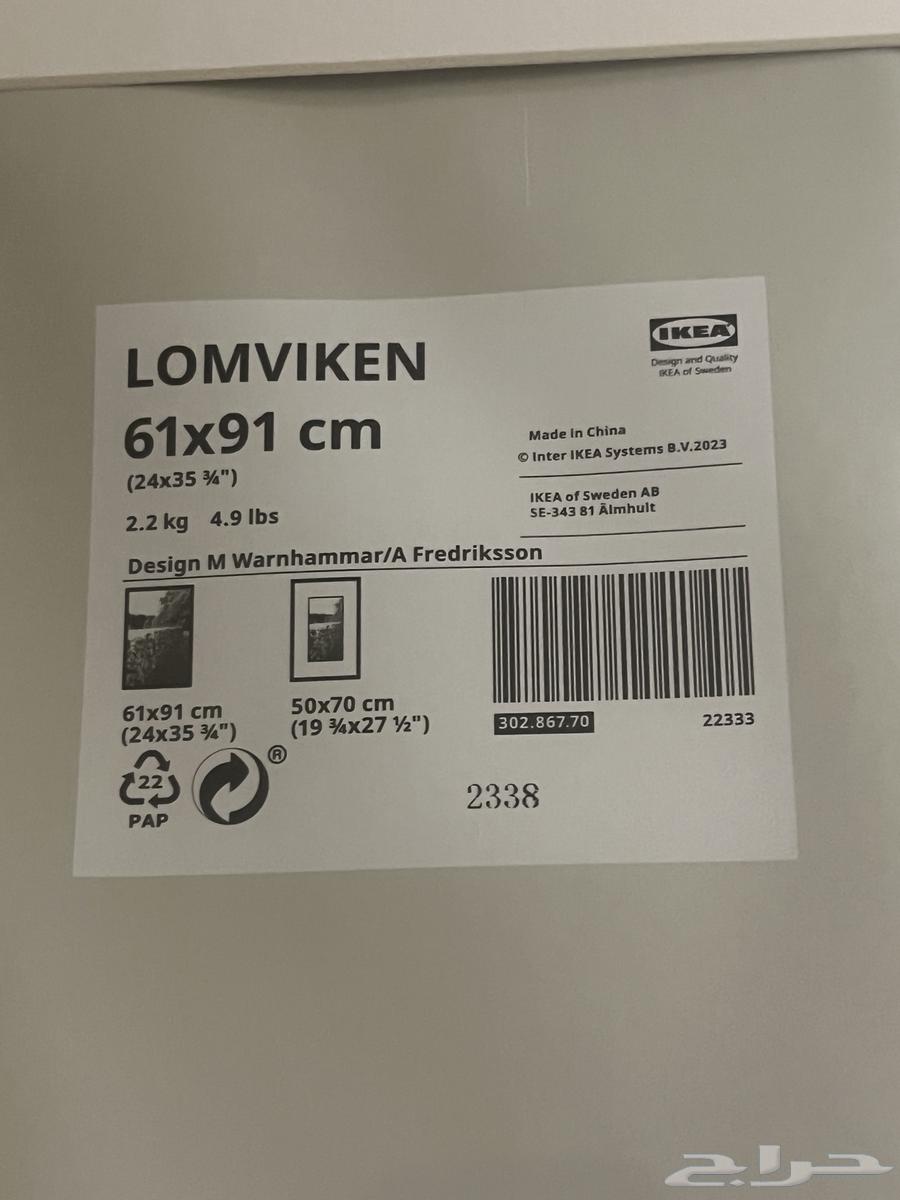 LOMVIKEN
61x91 cm
(24x35 ¾")
2.2 kg 4.9 lbs
IKEA
Design and Quality
IKEA of Sweden
Made in China
© Inter IKEA Systems B.V.2023
IKEA of Sweden AB
SE-343 81 Älmhult
Design M Warnhammar/A Fredriksson
61x91 cm
(24x35 ¾")
50x70 cm
(19 ¾x27 ½")
302.867.70
22333
22
PAP
®
2338
حراج